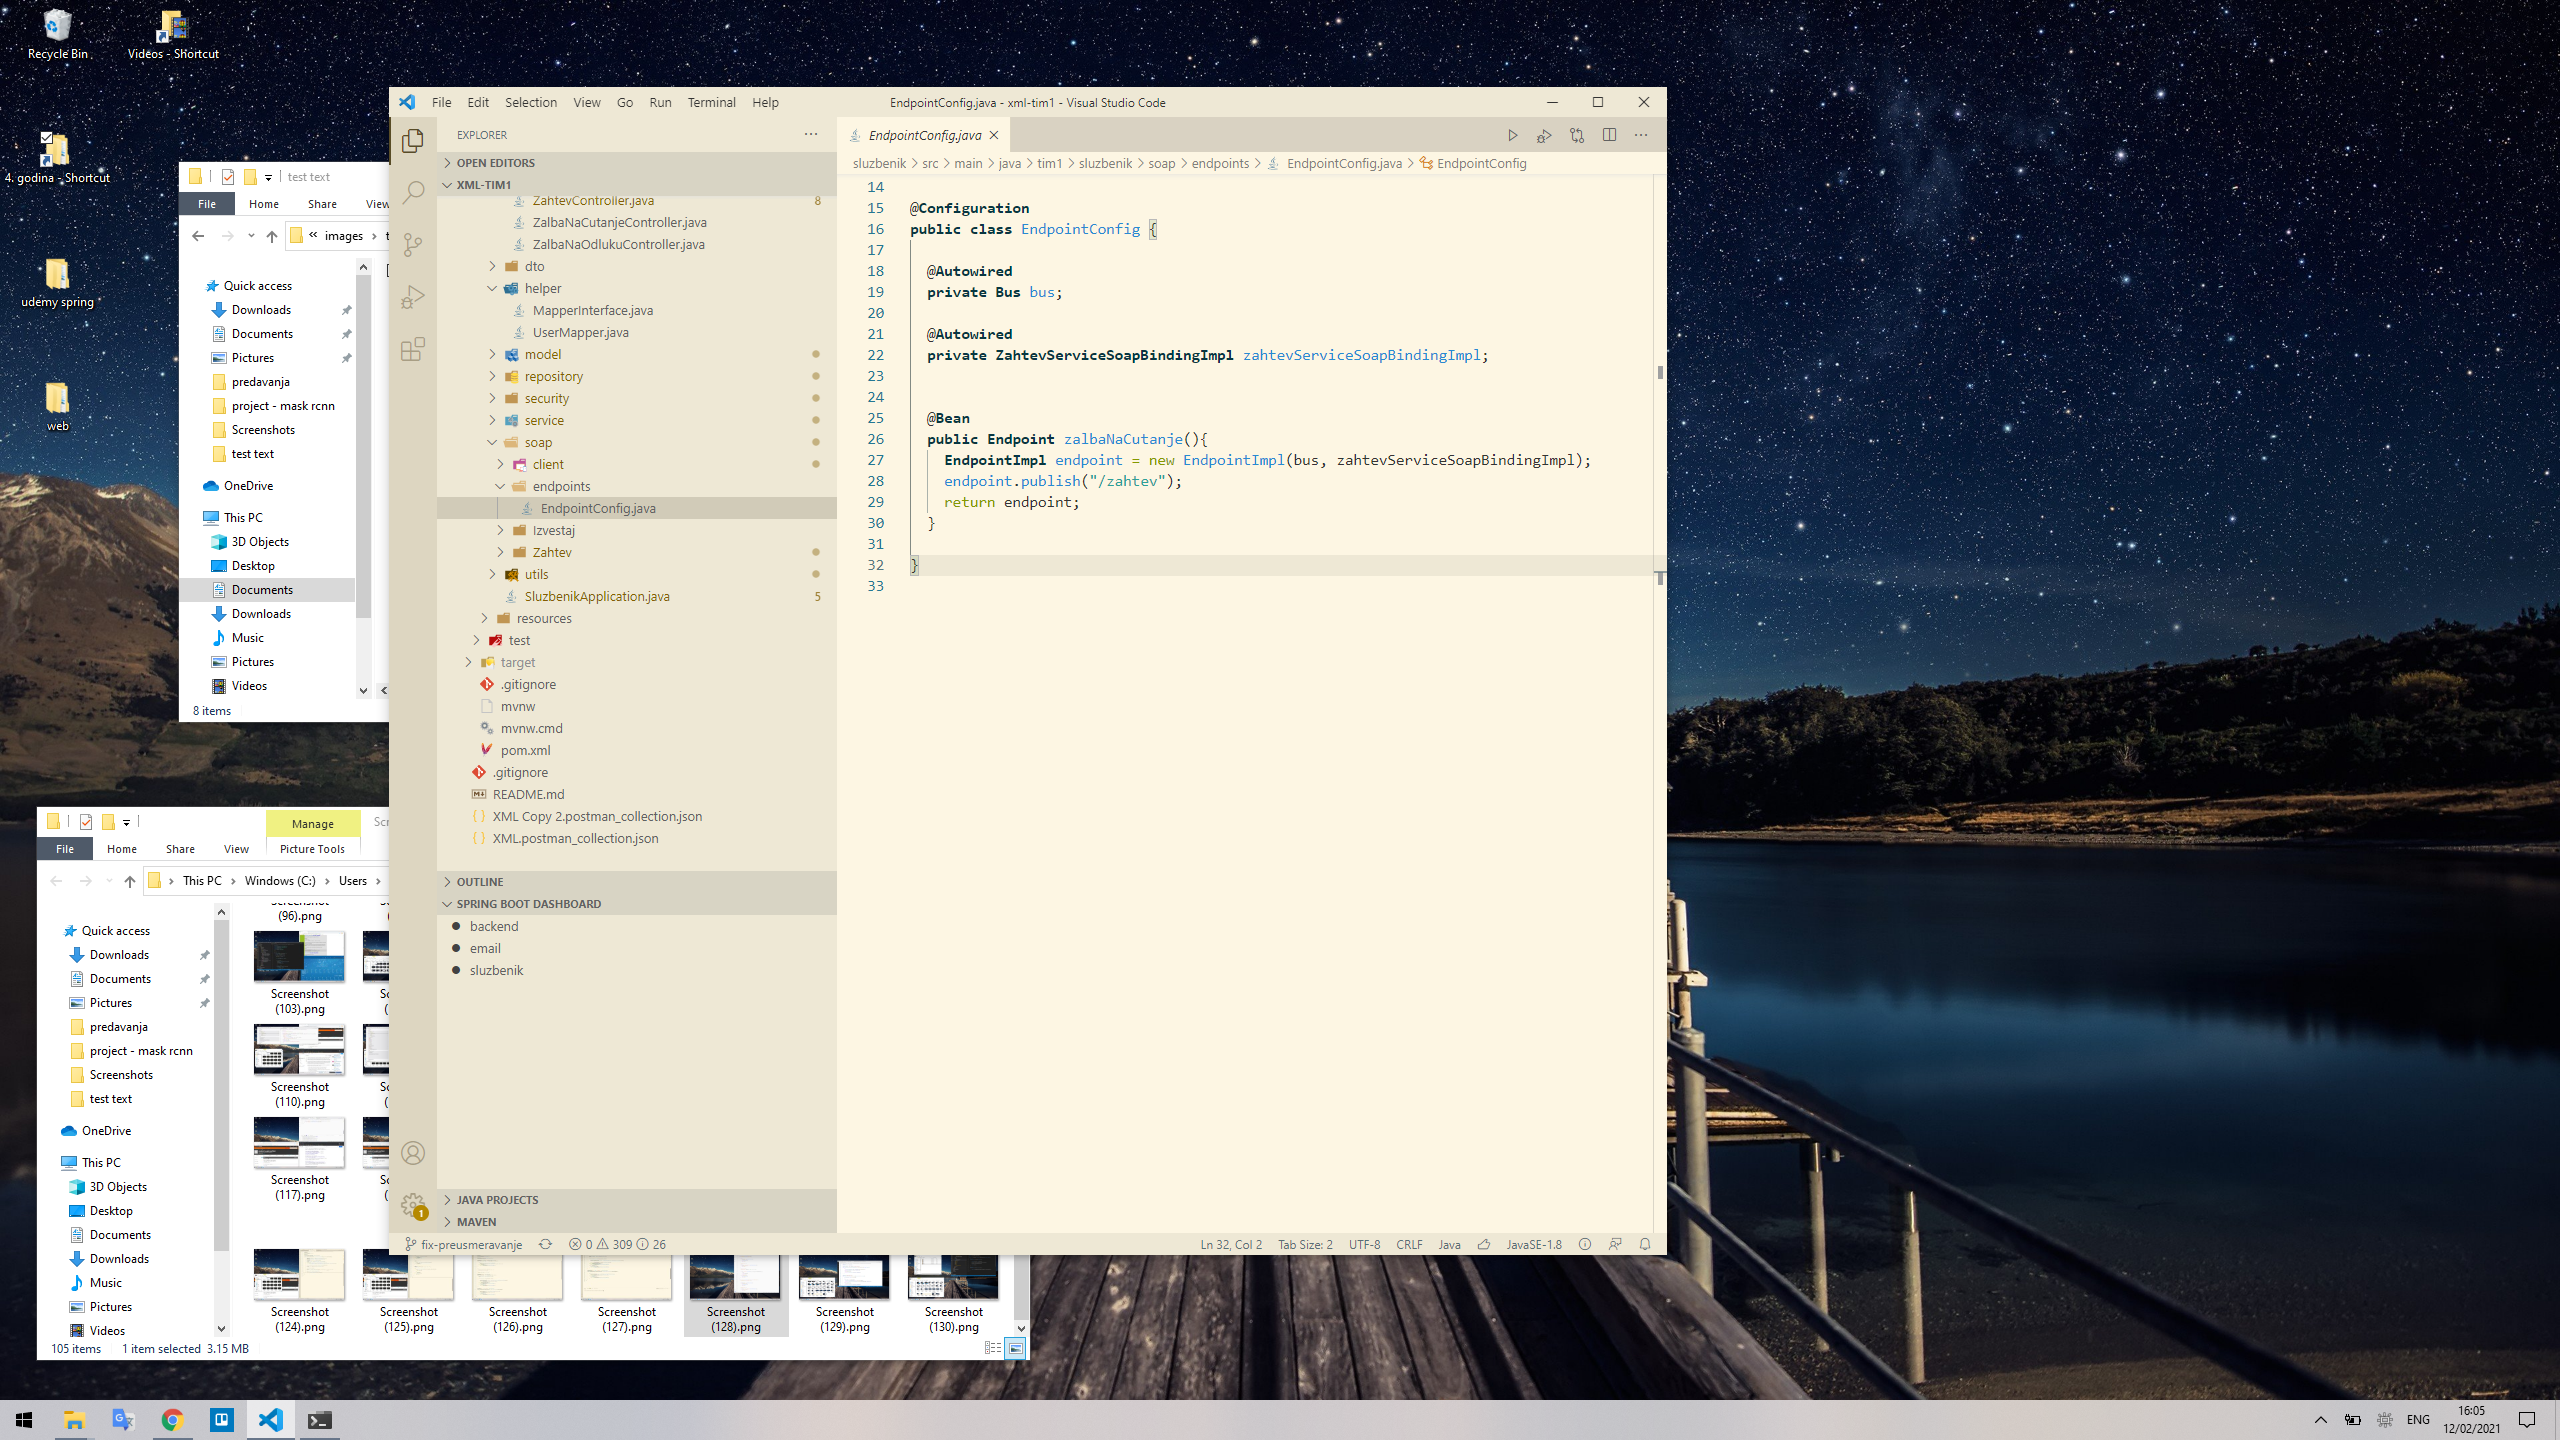 Recycle Bin
Videos - Shortcut
4. godina - Shortcut
udemy spring
web
test text
File
Home
Share
View
images
Quick access
Downloads
Documents
Pictures
predavanja
project - mask rcnn
Screenshots
test text
OneDrive
This PC
3D Objects
Desktop
Documents
Downloads
Music
Pictures
Videos
8 items
File Edit Selection View Go Run Terminal Help
EndpointConfig.java - xml-tim1 - Visual Studio Code
EXPLORER
OPEN EDITORS
XML-TIM1
ZahtevController.java 8
ZalbaNaCutanjeController.java
ZalbaNaOdlukuController.java
dto
helper
MapperInterface.java
UserMapper.java
model
repository
security
service
soap
client
endpoints
EndpointConfig.java
Izvestaj
Zahtev
utils
SluzbenikApplication.java 5
resources
test
target
.gitignore
mvnw
mvnw.cmd
pom.xml
.gitignore
README.md
XML Copy 2.postman_collection.json
XML.postman_collection.json
OUTLINE
SPRING BOOT DASHBOARD
backend
email
sluzbenik
JAVA PROJECTS
MAVEN
1
EndpointConfig.java
sluzbenik > src > main > java > tim1 > sluzbenik > soap > endpoints > EndpointConfig.java > EndpointConfig
14
15 @Configuration
16 public class EndpointConfig {
17
18 @Autowired
19 private Bus bus;
20
21 @Autowired
22 private ZahtevServiceSoapBindingImpl zahtevServiceSoapBindingImpl;
23
24
25 @Bean
26 public Endpoint zalbaNaCutanje(){
27 EndpointImpl endpoint = new EndpointImpl(bus, zahtevServiceSoapBindingImpl);
28 endpoint.publish("/zahtev");
29 return endpoint;
30 }
31
32 }
33
fix-preusmeravanje 0 309 26
Ln 32, Col 2 Tab Size: 2 UTF-8 CRLF Java JavaSE-1.8
Manage
File
Home
Share
View
Picture Tools
This PC > Windows (C:) > Users >
Quick access
Downloads
Documents
Pictures
predavanja
project - mask rcnn
Screenshots
test text
OneDrive
This PC
3D Objects
Desktop
Documents
Downloads
Music
Pictures
Videos
Screenshot (96).png
Screenshot (103).png
Screenshot (110).png
Screenshot (117).png
Screenshot (124).png
Screenshot (125).png
Screenshot (126).png
Screenshot (127).png
Screenshot (128).png
Screenshot (129).png
Screenshot (130).png
105 items 1 item selected 3.15 MB
ENG
16:05
12/02/2021